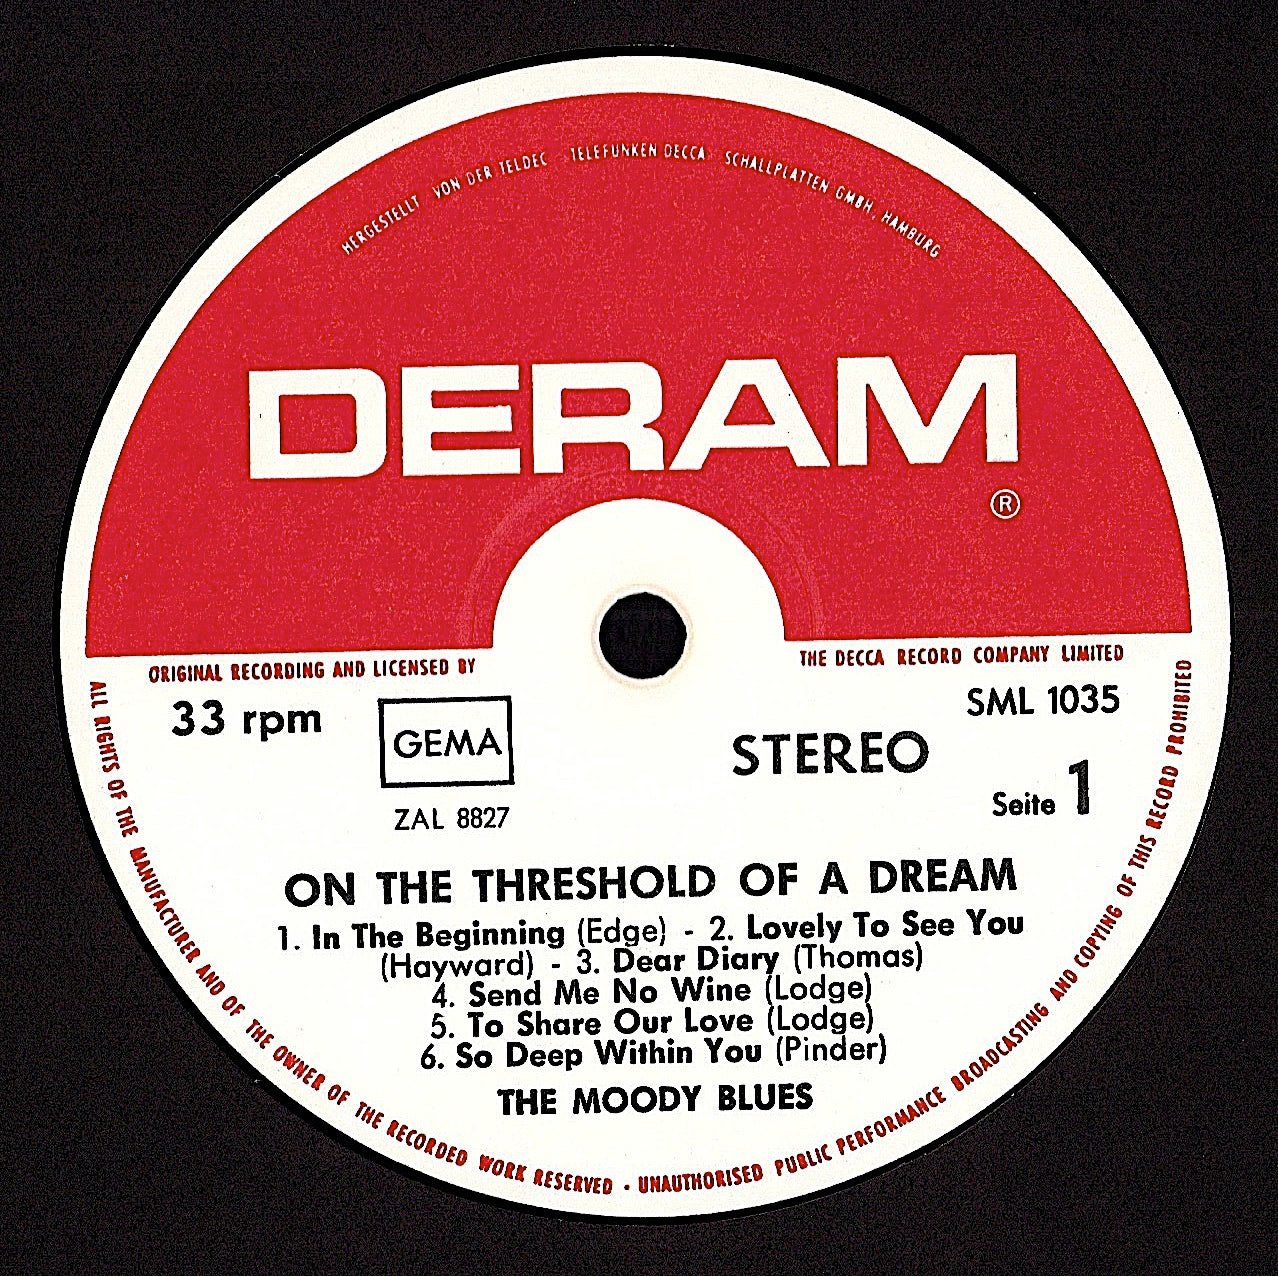 HERGESTELLT VON DER TELDEC TELEFUNKEN DECCA SCHALLPLATTEN GMBH, HAMBURG
DERAM
®
ORIGINAL RECORDING AND LICENSED BY THE DECCA RECORD COMPANY LIMITED
33 rpm
GEMA
ZAL 8827
STEREO
SML 1035
Seite 1
ON THE THRESHOLD OF A DREAM
1. In The Beginning (Edge) - 2. Lovely To See You
(Hayward) - 3. Dear Diary (Thomas)
4. Send Me No Wine (Lodge)
5. To Share Our Love (Lodge)
6. So Deep Within You (Pinder)
THE MOODY BLUES
ALL RIGHTS OF THE MANUFACTURER AND OF THE OWNER OF THE RECORDED WORK RESERVED · UNAUTHORISED PUBLIC PERFORMANCE BROADCASTING AND COPYING OF THIS RECORD PROHIBITED